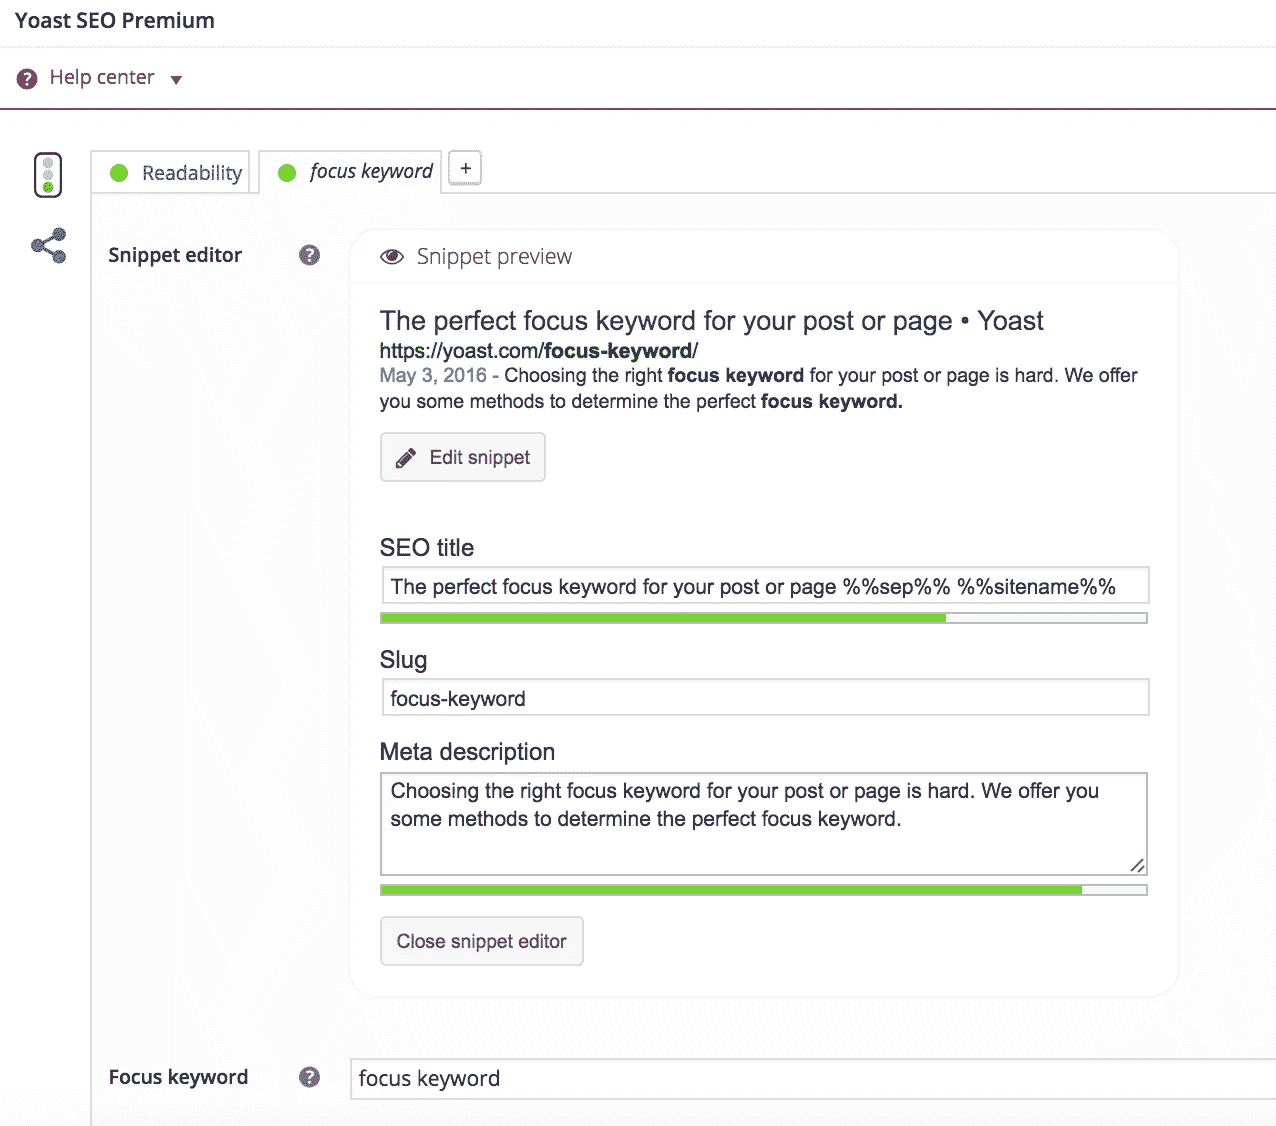 Yoast SEO Premium
? Help center
Readability
focus keyword
+
Snippet editor
?
Snippet preview
The perfect focus keyword for your post or page • Yoast
https://yoast.com/focus-keyword/
May 3, 2016 - Choosing the right focus keyword for your post or page is hard. We offer
you some methods to determine the perfect focus keyword.
Edit snippet
SEO title
The perfect focus keyword for your post or page %%sep%% %%sitename%%
Slug
focus-keyword
Meta description
Choosing the right focus keyword for your post or page is hard. We offer you
some methods to determine the perfect focus keyword.
Close snippet editor
Focus keyword
?
focus keyword